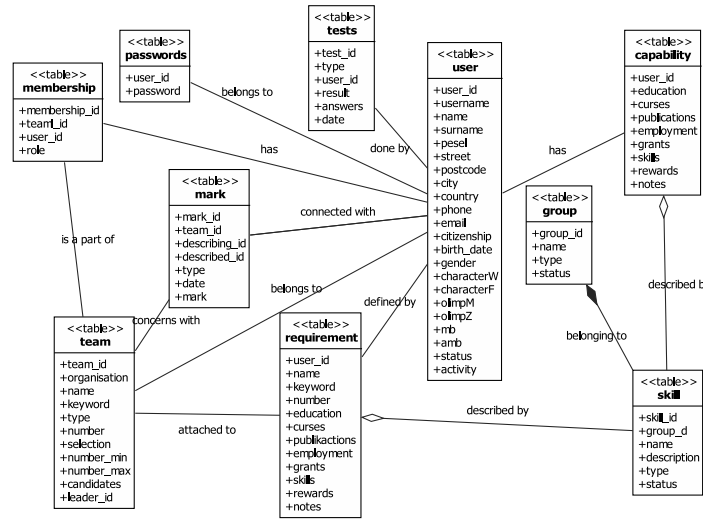 <<table>>
passwords
+user_id
+password
<<table>>
tests
+test_id
+type
+user_id
+result
+answers
+date
<<table>>
user
+user_id
+username
+name
+surname
+pesel
+street
+postcode
+city
+country
+phone
+email
+citizenship
+birth_date
+gender
+characterW
+characterF
+olimpM
+olimpZ
+mb
+amb
+status
+activity
<<table>>
capability
+user_id
+education
+curses
+publications
+employment
+grants
+skills
+rewards
+notes
<<table>>
membership
+membership_id
+teaml_id
+user_id
+role
belongs to
has
done by
has
<<table>>
mark
+mark_id
+team_id
+describing_id
+described_id
+type
+date
+mark
connected with
<<table>>
group
+group_id
+name
+type
+status
is a part of
concerns with
belongs to
defined by
described b
belonging to
<<table>>
team
+team_id
+organisation
+name
+keyword
+type
+number
+selection
+number_min
+number_max
+candidates
+leader_id
attached to
<<table>>
requirement
+user_id
+name
+keyword
+number
+education
+curses
+publikactions
+employment
+grants
+skills
+rewards
+notes
described by
<<table>>
skill
+skill_id
+group_d
+name
+description
+type
+status